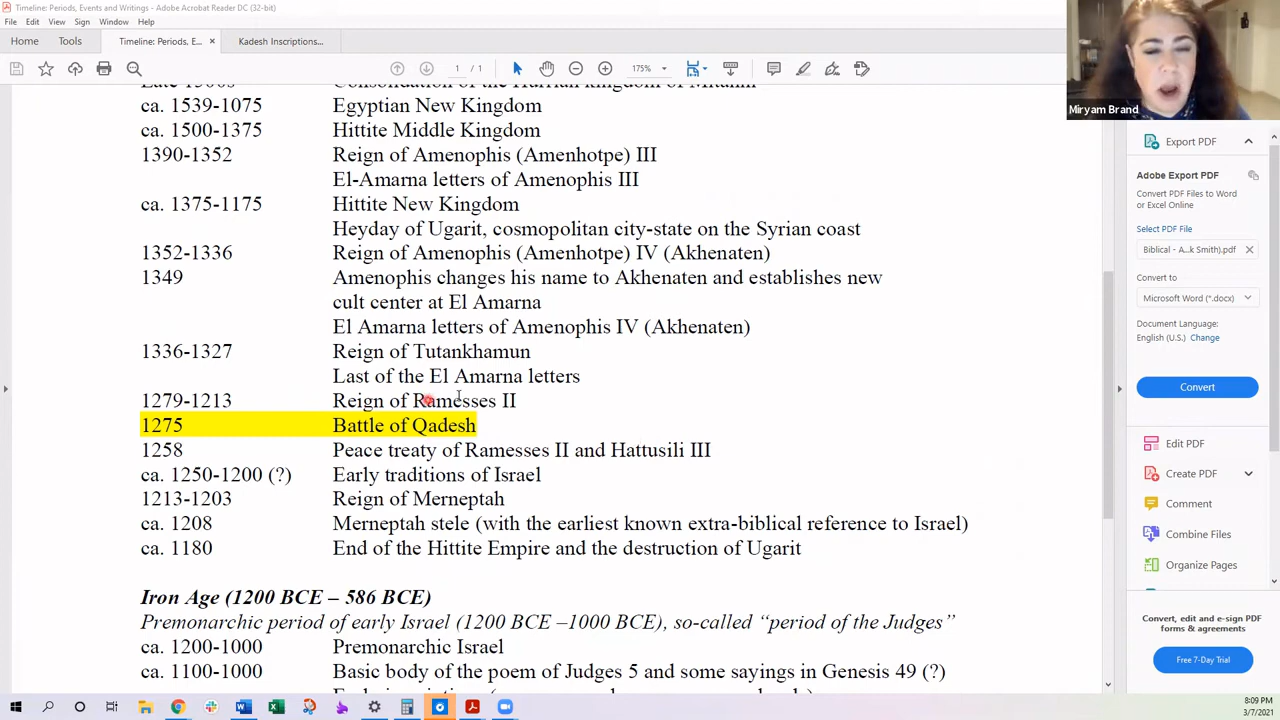 Timeline: Periods, Events and Writings - Adobe Acrobat Reader DC (32-bit)
File Edit View Sign Window Help
Home Tools Timeline: Periods, E... × Kadesh Inscriptions...
/ 1 175%
Miryam Brand
Late 1500s Consolidation of the Hurrian kingdom of Mitanni
ca. 1539-1075 Egyptian New Kingdom
ca. 1500-1375 Hittite Middle Kingdom
1390-1352 Reign of Amenophis (Amenhotpe) III
El-Amarna letters of Amenophis III
ca. 1375-1175 Hittite New Kingdom
Heyday of Ugarit, cosmopolitan city-state on the Syrian coast
1352-1336 Reign of Amenophis (Amenhotpe) IV (Akhenaten)
1349 Amenophis changes his name to Akhenaten and establishes new
cult center at El Amarna
El Amarna letters of Amenophis IV (Akhenaten)
1336-1327 Reign of Tutankhamun
Last of the El Amarna letters
1279-1213 Reign of Ramesses II
1275 Battle of Qadesh
1258 Peace treaty of Ramesses II and Hattusili III
ca. 1250-1200 (?) Early traditions of Israel
1213-1203 Reign of Merneptah
ca. 1208 Merneptah stele (with the earliest known extra-biblical reference to Israel)
ca. 1180 End of the Hittite Empire and the destruction of Ugarit
Iron Age (1200 BCE – 586 BCE)
Premonarchic period of early Israel (1200 BCE –1000 BCE), so-called “period of the Judges”
ca. 1200-1000 Premonarchic Israel
ca. 1100-1000 Basic body of the poem of Judges 5 and some sayings in Genesis 49 (?)
Export PDF
Adobe Export PDF
Convert PDF Files to Word
or Excel Online
Select PDF File
Biblical - A...k Smith).pdf
Convert to
Microsoft Word (*.docx)
Document Language:
English (U.S.) Change
Convert
Edit PDF
Create PDF
Comment
Combine Files
Organize Pages
Convert, edit and e-sign PDF
forms & agreements
Free 7-Day Trial
8:09 PM
3/7/2021